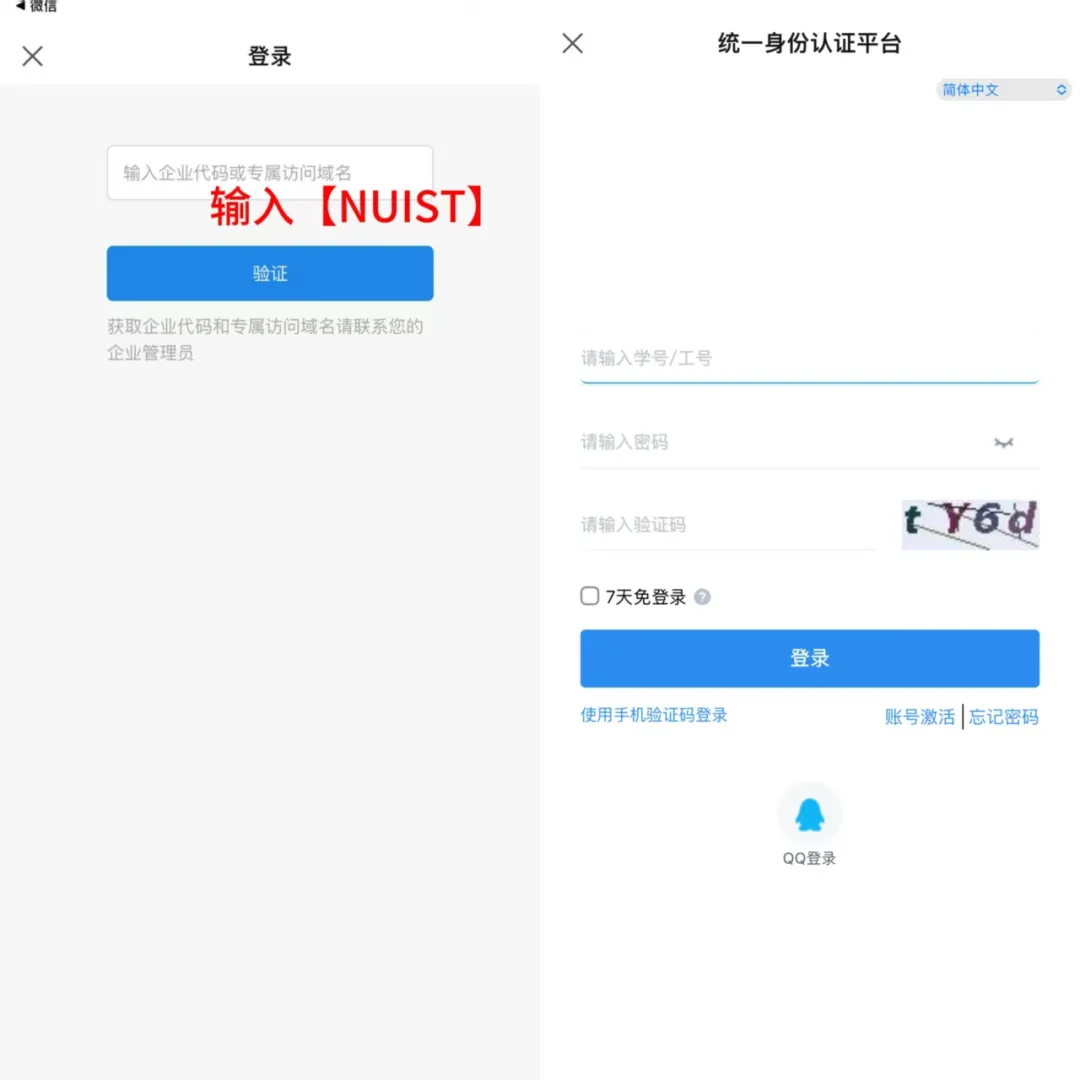 微信
登录
输入企业代码或专属访问域名
输入【NUIST】
验证
获取企业代码和专属访问域名请联系您的
企业管理员
统一身份认证平台
简体中文
请输入学号/工号
请输入密码
请输入验证码
tY6d
7天免登录 ?
登录
使用手机验证码登录
账号激活|忘记密码
QQ登录